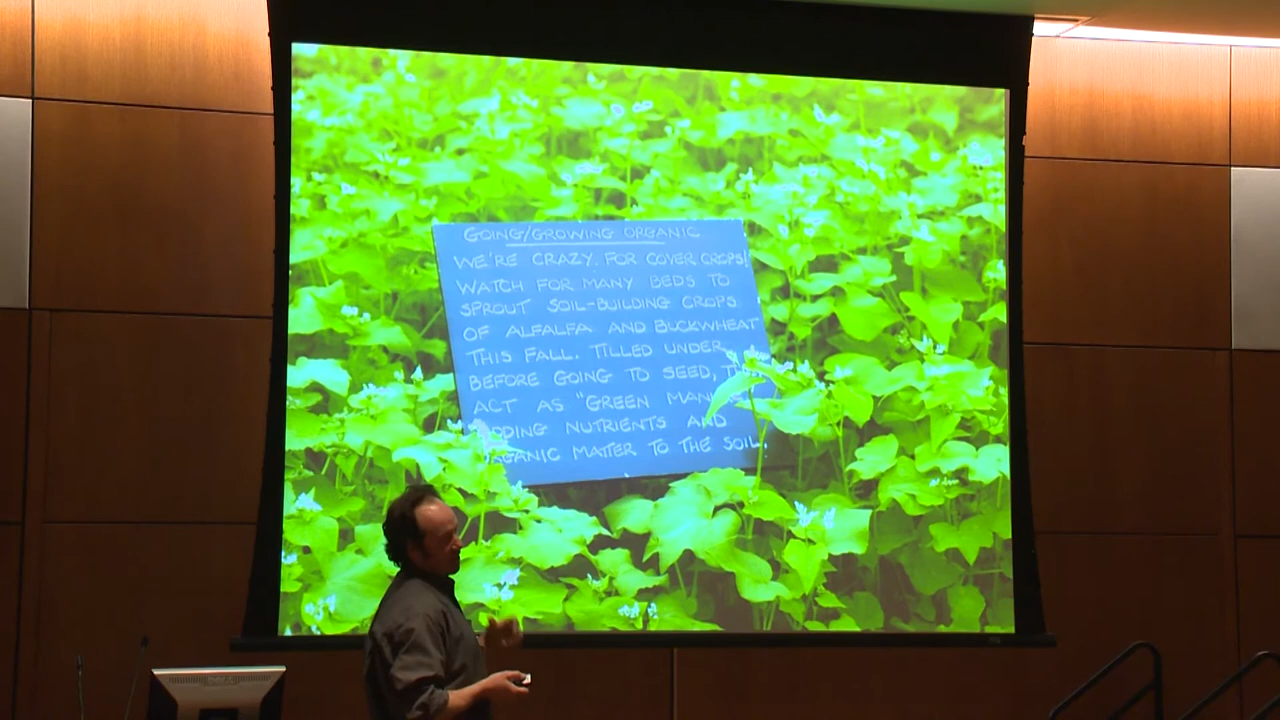 GOING/GROWING ORGANIC
WE'RE CRAZY. FOR COVER CROPS!
WATCH FOR MANY BEDS TO
SPROUT SOIL-BUILDING CROPS
OF ALFALFA AND BUCKWHEAT
THIS FALL. TILLED UNDER
BEFORE GOING TO SEED,
ACT AS "GREEN
NUTRIENTS AND
MATTER TO THE SOIL.